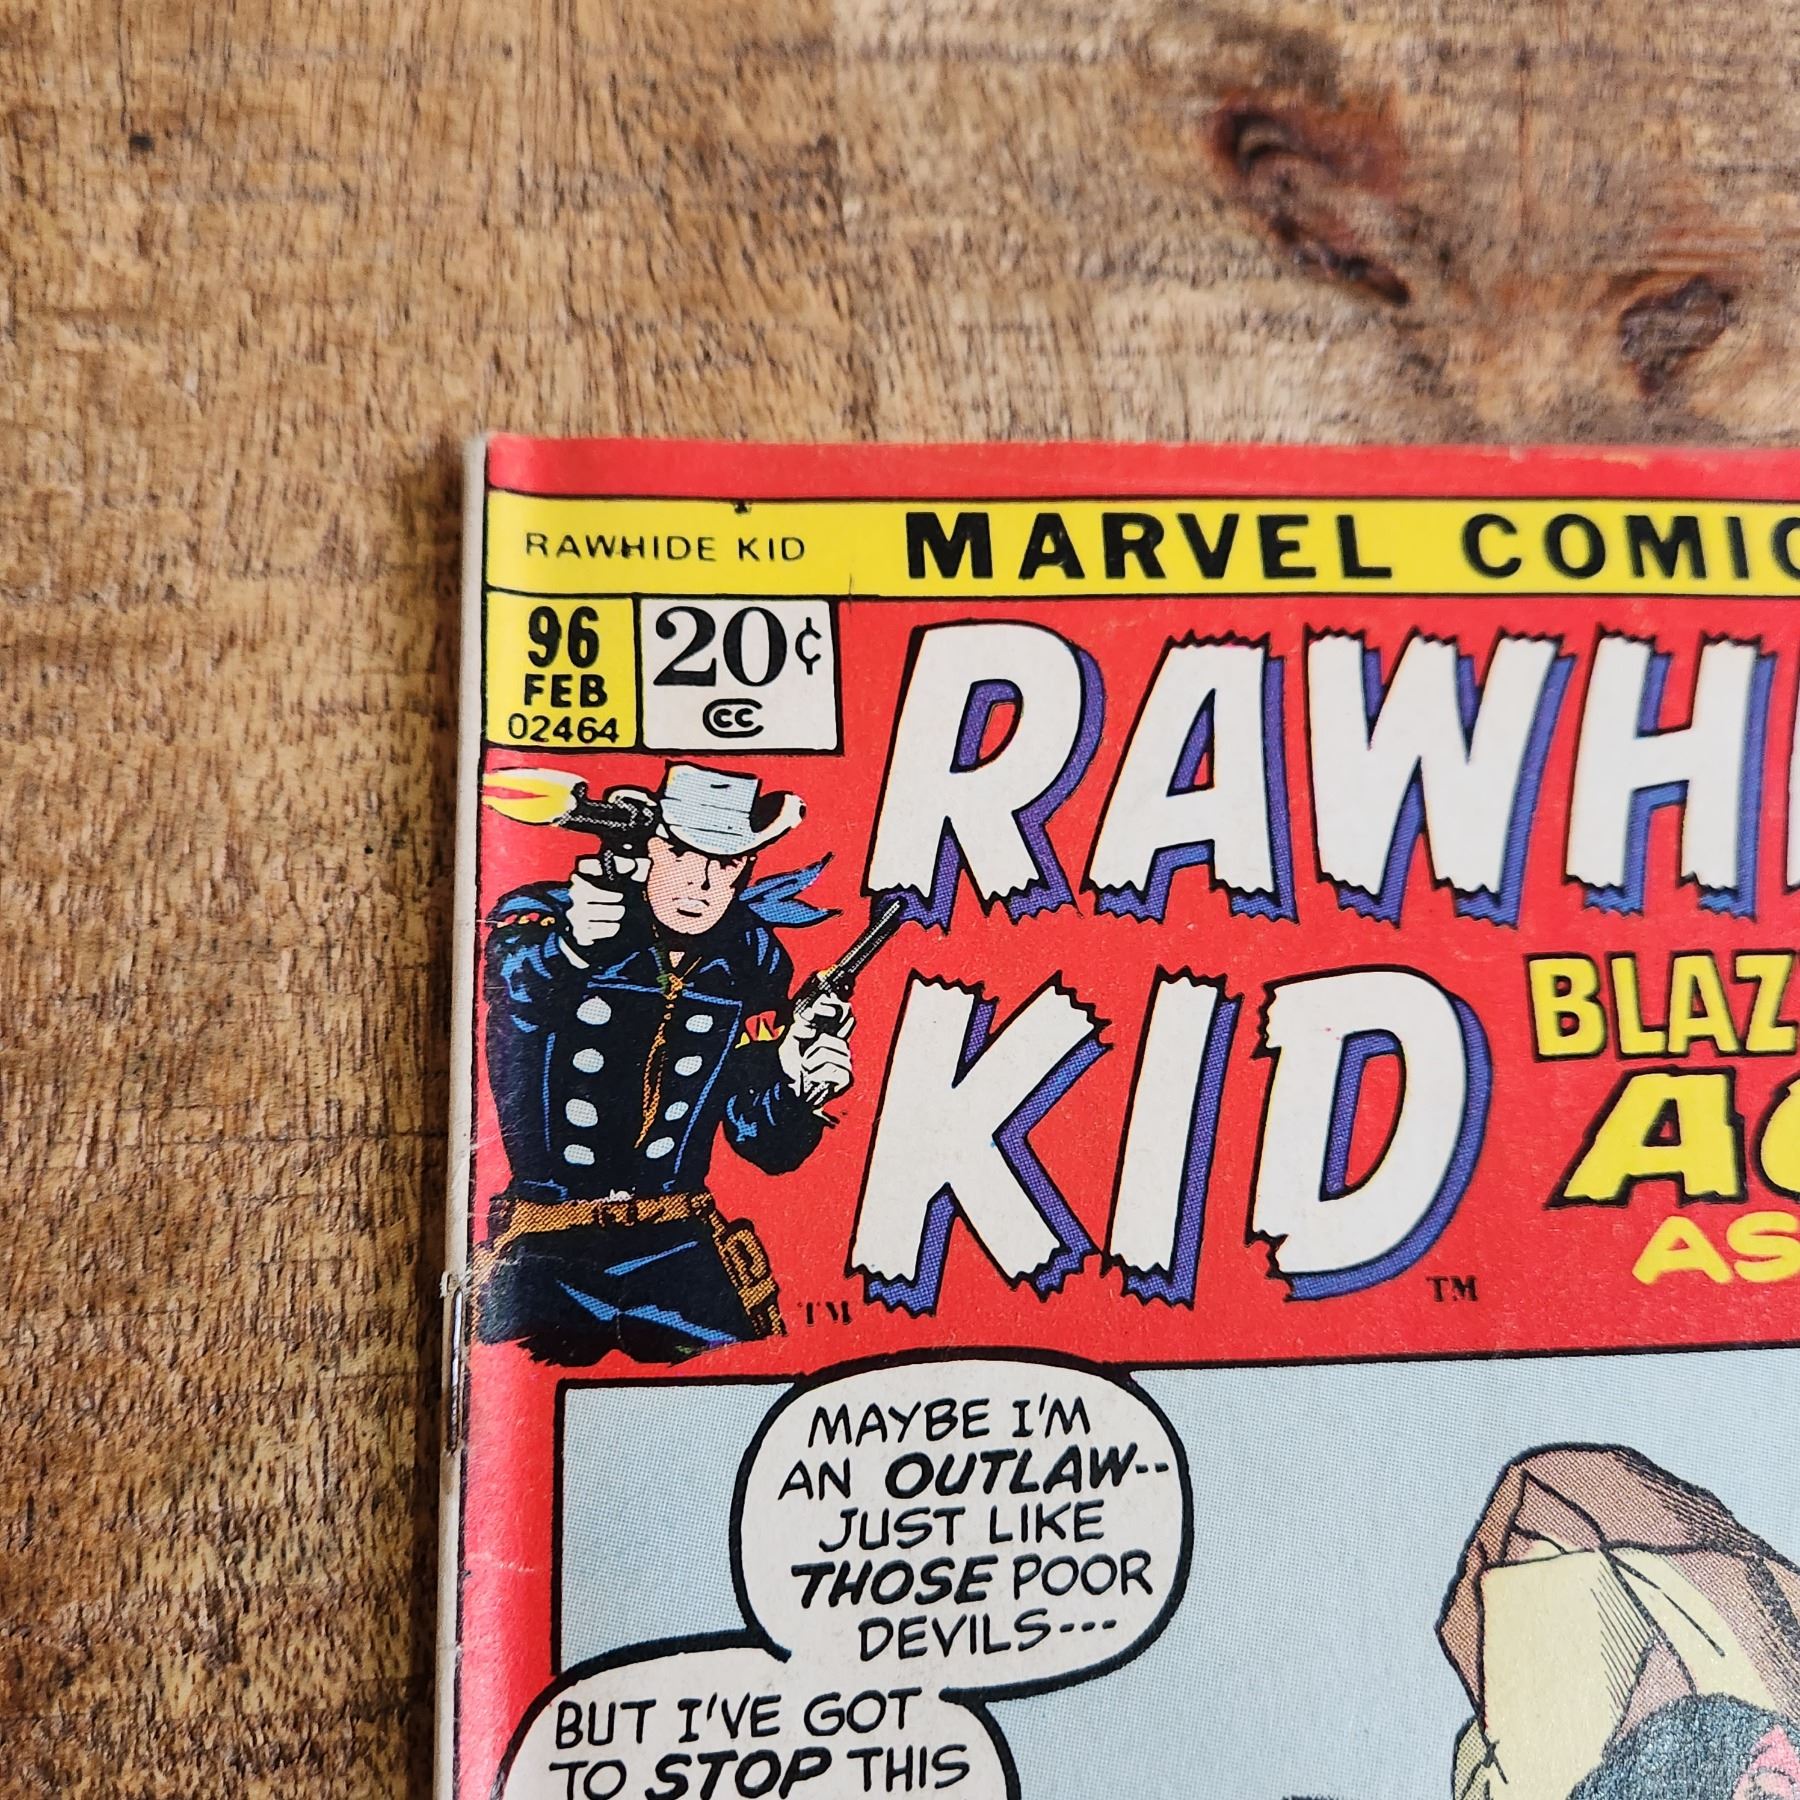 RAWHIDE KID
MARVEL COMIC
96
FEB
02464
20¢
CC
RAWH
KID
TM
TM
BLAZ
AS
MAYBE I'M
AN OUTLAW--
JUST LIKE
THOSE POOR
DEVILS---
BUT I'VE GOT
TO STOP THIS